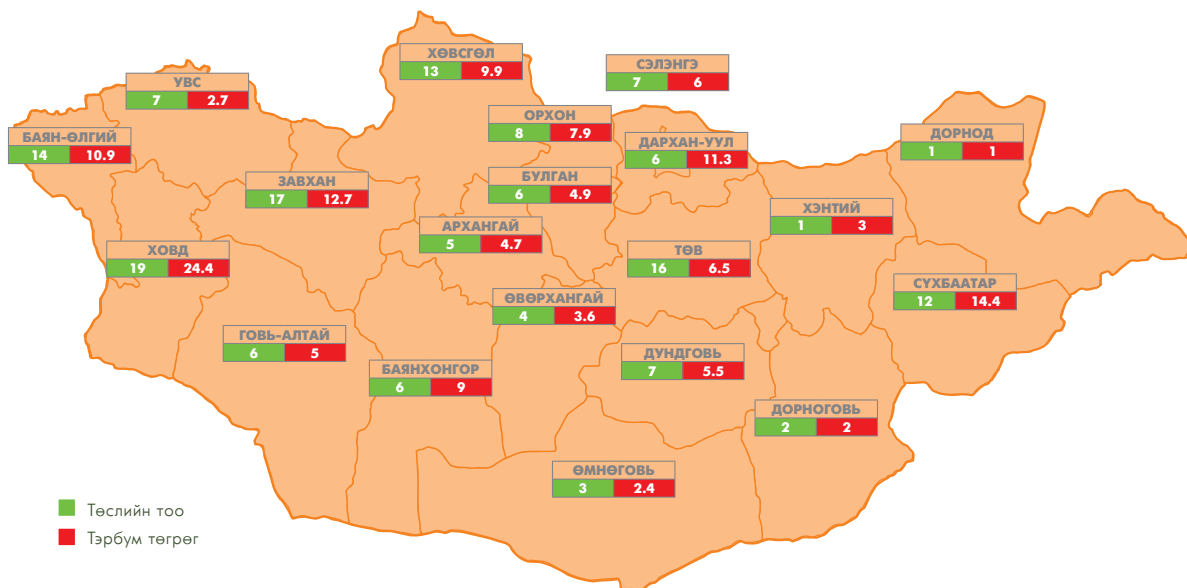 ХӨВСГӨЛ
13 9.9
СЭЛЭНГЭ
7 6
УВС
7 2.7
ОРХОН
8 7.9
БАЯН-ӨЛГИЙ
14 10.9
ДАРХАН-УУЛ
6 11.3
ДОРНОД
1 1
ЗАВХАН
17 12.7
БУЛГАН
6 4.9
ХЭНТИЙ
1 3
АРХАНГАЙ
5 4.7
ХОВД
19 24.4
ТӨВ
16 6.5
СҮХБААТАР
12 14.4
ӨВӨРХАНГАЙ
4 3.6
ГОВЬ-АЛТАЙ
6 5
ДУНДГОВЬ
7 5.5
БАЯНХОНГОР
6 9
ДОРНОГОВЬ
2 2
ӨМНӨГОВЬ
3 2.4
Төслийн тоо
Тэрбум төгрөг